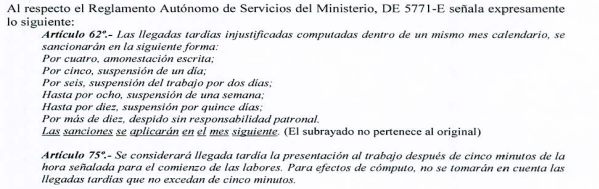 Al respecto el Reglamento Autónomo de Servicios del Ministerio, DE 5771-E señala expresamente
lo siguiente:
Artículo 62º.- Las llegadas tardías injustificadas computadas dentro de un mismo mes calendario, se
sancionarán en la siguiente forma:
Por cuatro, amonestación escrita;
Por cinco, suspensión de un día;
Por seis, suspensión del trabajo por dos días;
Hasta por ocho, suspensión de una semana;
Hasta por diez, suspensión por quince días;
Por más de diez, despido sin responsabilidad patronal.
Las sanciones se aplicarán en el mes siguiente. (El subrayado no pertenece al original)
Artículo 75º.- Se considerará llegada tardía la presentación al trabajo después de cinco minutos de la
hora señalada para el comienzo de las labores. Para efectos de cómputo, no se tomarán en cuenta las
llegadas tardías que no excedan de cinco minutos.